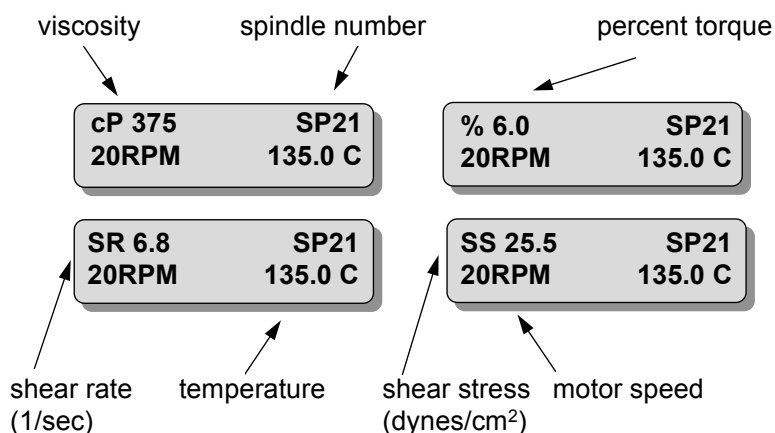 viscosity
spindle number
percent torque
cP 375 SP21
20RPM 135.0 C
% 6.0 SP21
20RPM 135.0 C
SR 6.8 SP21
20RPM 135.0 C
SS 25.5 SP21
20RPM 135.0 C
shear rate
(1/sec)
temperature
shear stress
(dynes/cm²)
motor speed